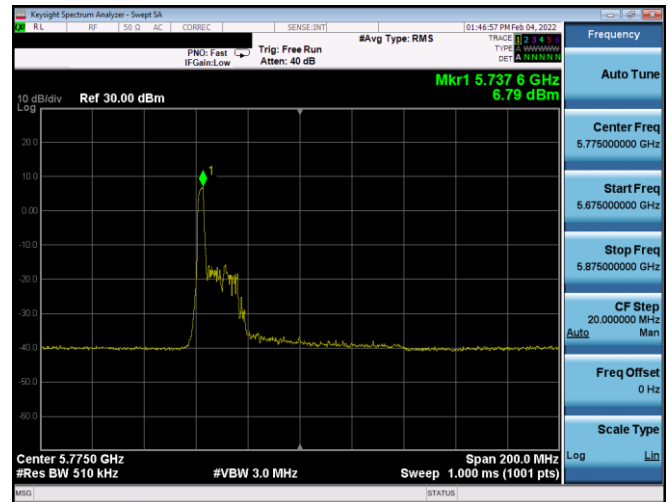 Keysight Spectrum Analyzer - Swept SA
RL RF 50 Ω AC CORREC SENSE:INT 01:46:57 PM Feb 04, 2022
#Avg Type: RMS
TRACE 1 2 3 4 5 6
PNO: Fast Trig: Free Run TYPE A WWWWW
IFGain:Low Atten: 40 dB DET A N N N N N
Mkr1 5.737 6 GHz
6.79 dBm
10 dB/div Ref 30.00 dBm
Log
1
20.0
10.0
0.00
-10.0
-20.0
-30.0
-40.0
-50.0
-60.0
Center 5.7750 GHz Span 200.0 MHz
#Res BW 510 kHz #VBW 3.0 MHz Sweep 1.000 ms (1001 pts)
MSG STATUS
Frequency
Auto Tune
Center Freq
5.775000000 GHz
Start Freq
5.675000000 GHz
Stop Freq
5.875000000 GHz
CF Step
20.000000 MHz
Auto Man
Freq Offset
0 Hz
Scale Type
Log Lin